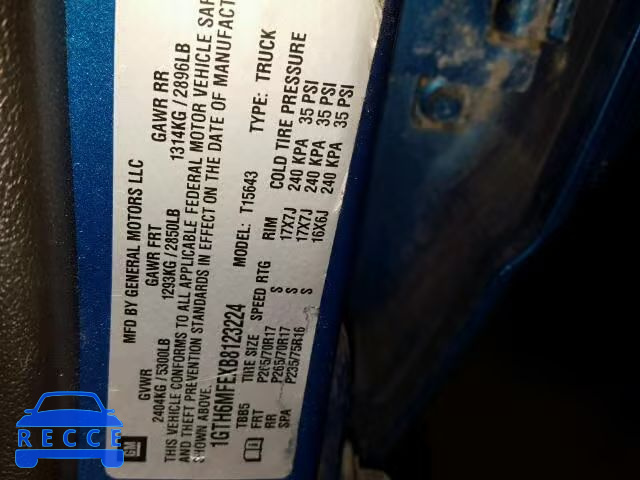 MFD BY GENERAL MOTORS LLC
GVWR GAWR FRT GAWR RR
2404KG / 5300LB 1293KG / 2850LB 1314KG / 2896LB
THIS VEHICLE CONFORMS TO ALL APPLICABLE FEDERAL MOTOR VEHICLE SAF
AND THEFT PREVENTION STANDARDS IN EFFECT ON THE DATE OF MANUFACT
SHOWN ABOVE.
1GTH6MFEXB8123224 MODEL: T15643 TYPE: TRUCK
TBB5 TIRE SIZE SPEED RTG RIM COLD TIRE PRESSURE
FRT P265/70R17 S 17X7J 240 KPA 35 PSI
RR P265/70R17 S 17X7J 240 KPA 35 PSI
SPA P235/75R16 S 16X6J 240 KPA 35 PSI
GM
RECCE